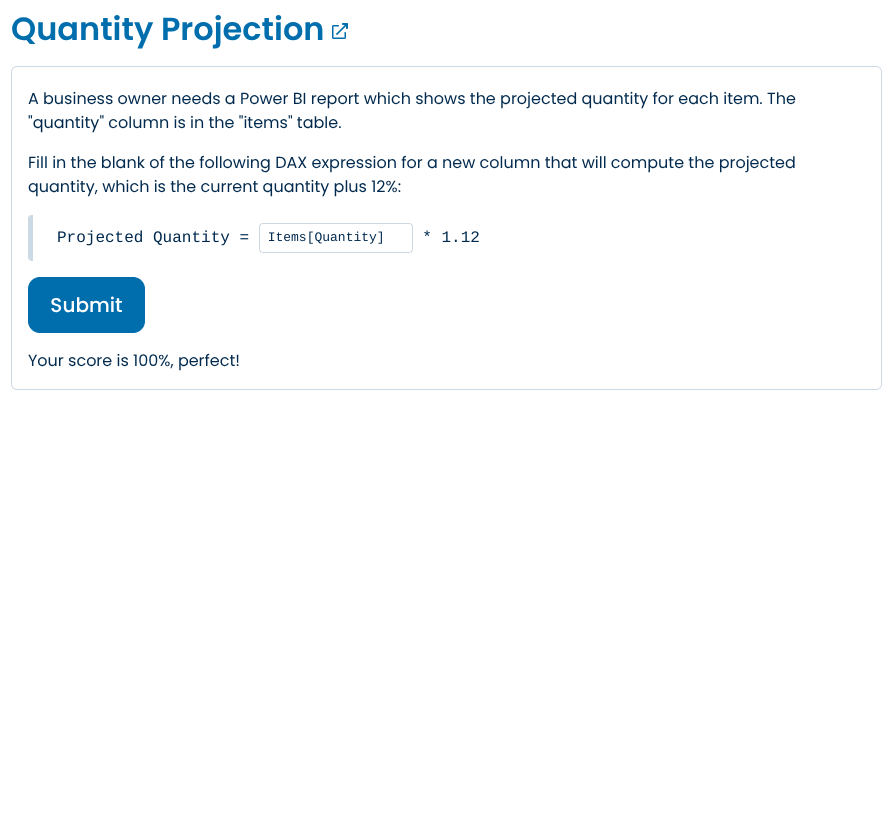 Quantity Projection
A business owner needs a Power BI report which shows the projected quantity for each item. The
"quantity" column is in the "items" table.
Fill in the blank of the following DAX expression for a new column that will compute the projected
quantity, which is the current quantity plus 12%:
Projected Quantity = Items[Quantity] * 1.12
Submit
Your score is 100%, perfect!